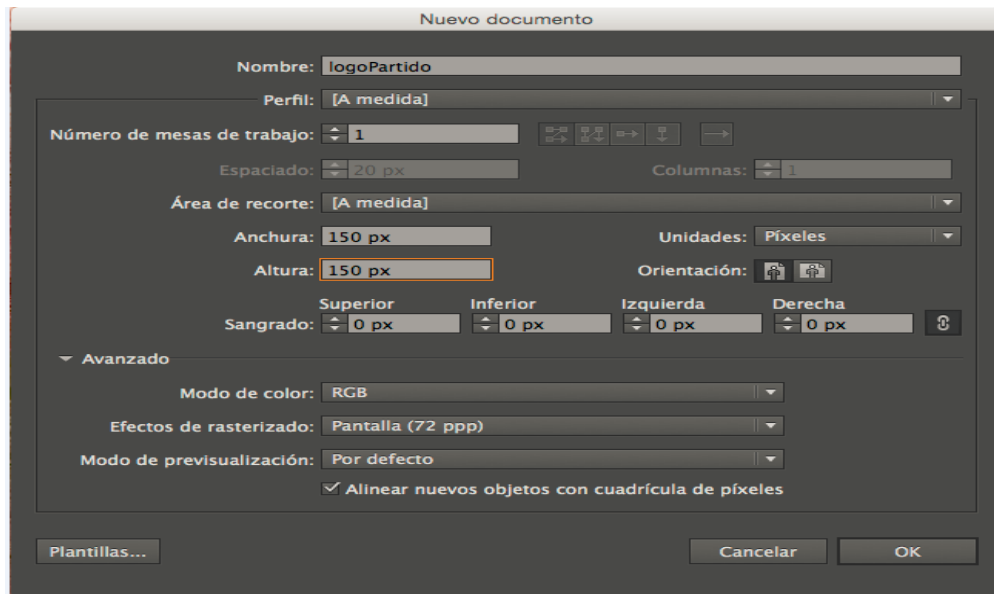 Nuevo documento
Nombre: logoPartido
Perfil: [A medida]
Número de mesas de trabajo: 1
Espaciado: 20 px Columnas: 1
Área de recorte: [A medida]
Anchura: 150 px Unidades: Píxeles
Altura: 150 px Orientación:
Superior Inferior Izquierda Derecha
Sangrado: 0 px 0 px 0 px 0 px
Avanzado
Modo de color: RGB
Efectos de rasterizado: Pantalla (72 ppp)
Modo de previsualización: Por defecto
Alinear nuevos objetos con cuadrícula de píxeles
Plantillas... Cancelar OK